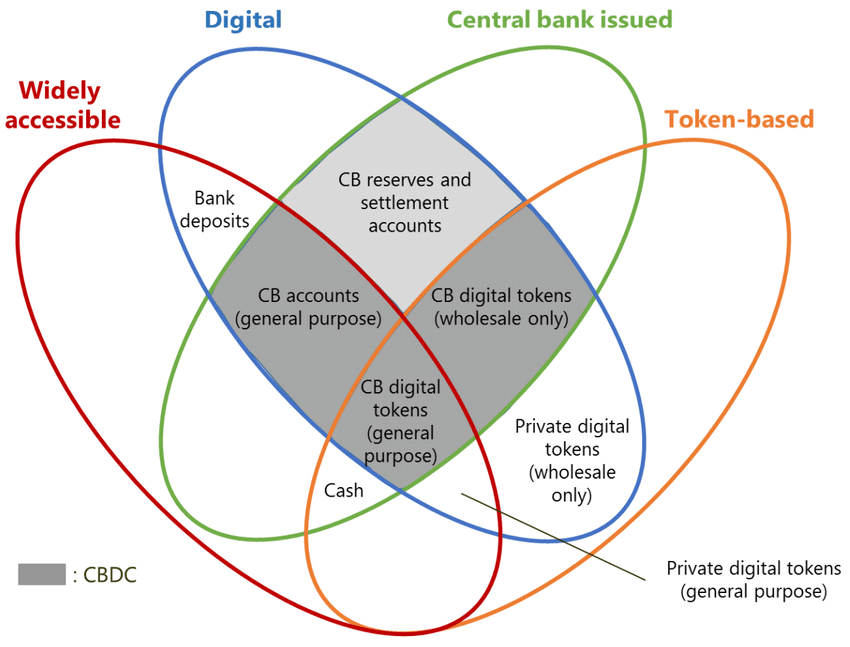 Digital
Central bank issued
Widely
accessible
Token-based
CB reserves and
settlement
accounts
Bank
deposits
CB accounts
(general purpose)
CB digital tokens
(wholesale only)
CB digital
tokens
(general
purpose)
Private digital
tokens
(wholesale
only)
Cash
Private digital tokens
(general purpose)
: CBDC